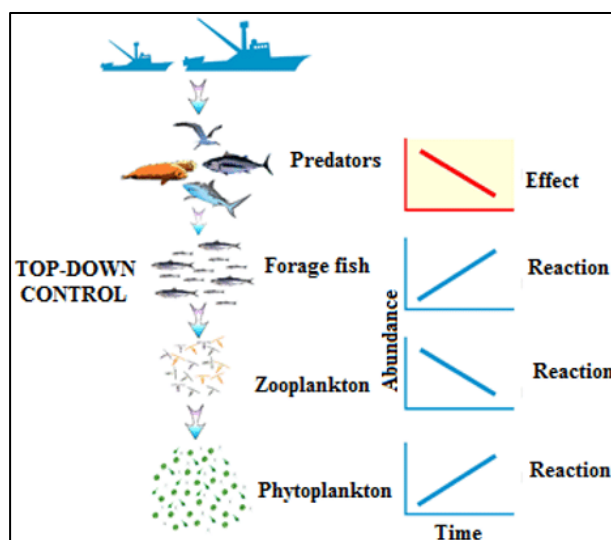 Predators
Effect
TOP-DOWN
CONTROL
Forage fish
Reaction
Abundance
Zooplankton
Reaction
Phytoplankton
Reaction
Time